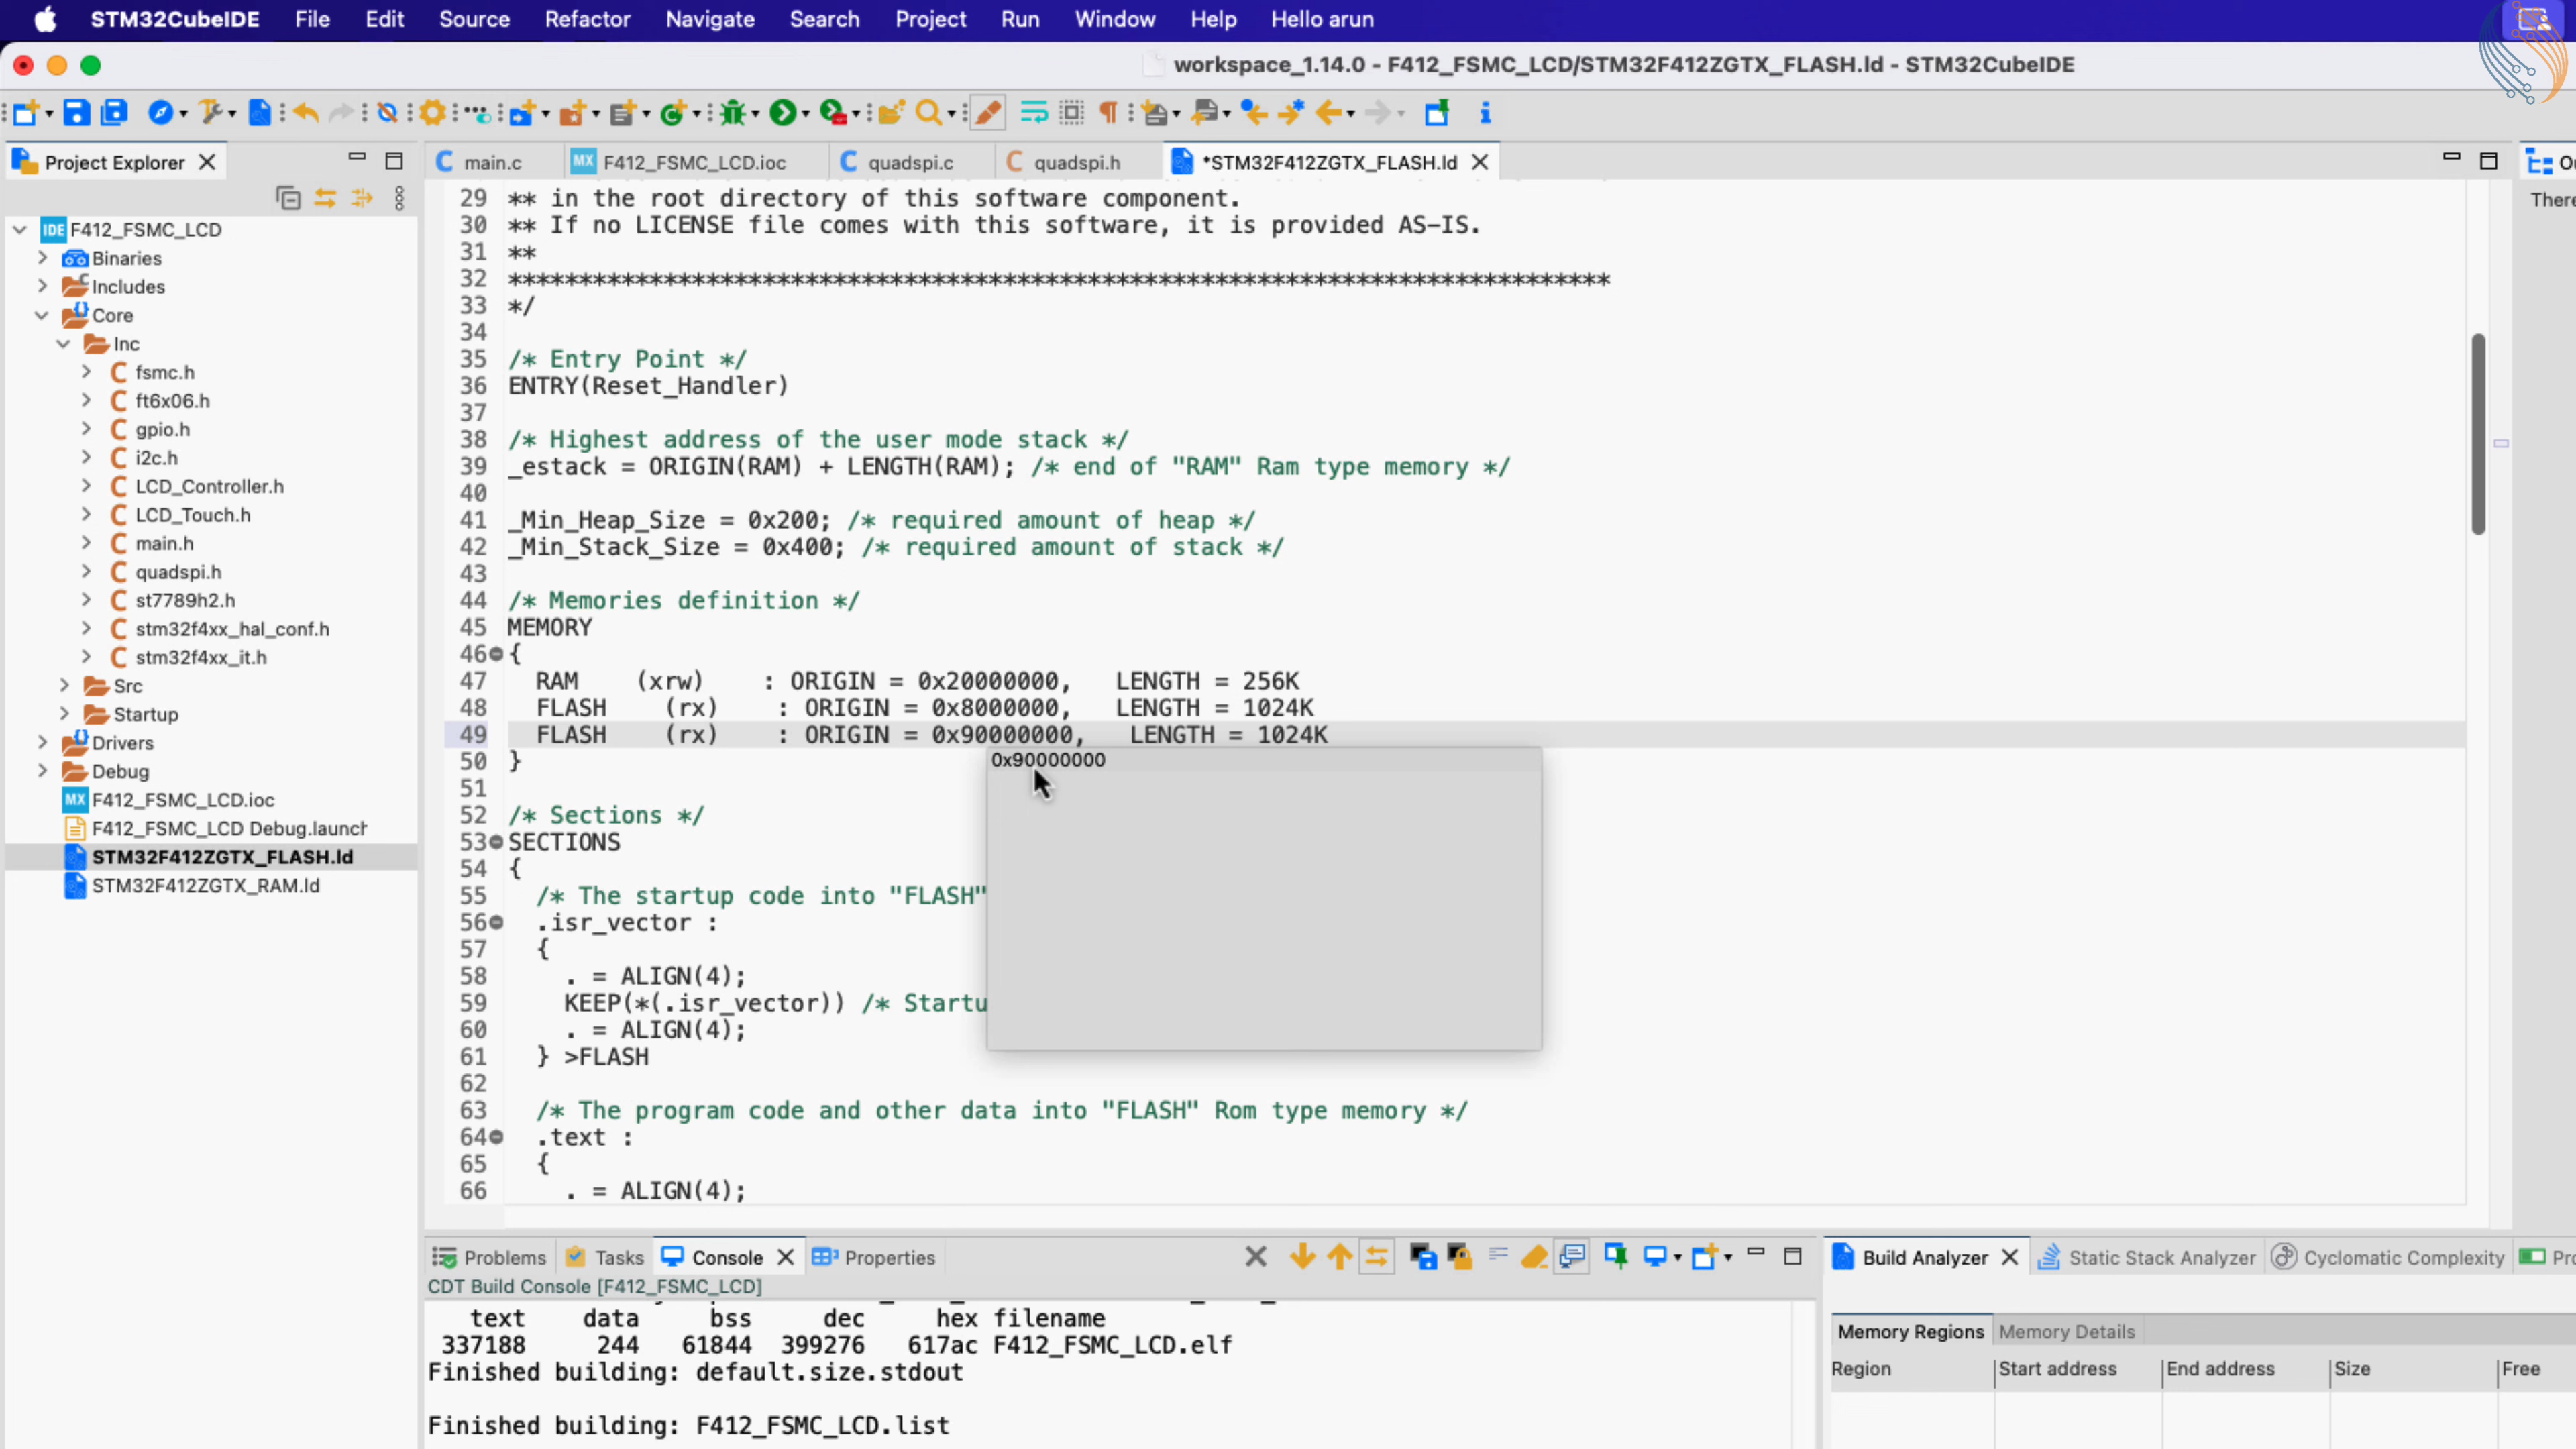 STM32CubeIDE File Edit Source Refactor Navigate Search Project Run Window Help Hello arun
workspace_1.14.0 - F412_FSMC_LCD/STM32F412ZGTX_FLASH.ld - STM32CubeIDE
Project Explorer
main.c
F412_FSMC_LCD.ioc
quadspi.c
quadspi.h
*STM32F412ZGTX_FLASH.ld
There
IDE F412_FSMC_LCD
Binaries
Includes
Core
Inc
fsmc.h
ft6x06.h
gpio.h
i2c.h
LCD_Controller.h
LCD_Touch.h
main.h
quadspi.h
st7789h2.h
stm32f4xx_hal_conf.h
stm32f4xx_it.h
Src
Startup
Drivers
Debug
MX F412_FSMC_LCD.ioc
F412_FSMC_LCD Debug.launch
STM32F412ZGTX_FLASH.ld
STM32F412ZGTX_RAM.ld
29 ** in the root directory of this software component.
30 ** If no LICENSE file comes with this software, it is provided AS-IS.
31 **
32 ******************************************************************************
33 */
34
35 /* Entry Point */
36 ENTRY(Reset_Handler)
37
38 /* Highest address of the user mode stack */
39 _estack = ORIGIN(RAM) + LENGTH(RAM); /* end of "RAM" Ram type memory */
40
41 _Min_Heap_Size = 0x200; /* required amount of heap */
42 _Min_Stack_Size = 0x400; /* required amount of stack */
43
44 /* Memories definition */
45 MEMORY
46 {
47 RAM (xrw) : ORIGIN = 0x20000000, LENGTH = 256K
48 FLASH (rx) : ORIGIN = 0x8000000, LENGTH = 1024K
49 FLASH (rx) : ORIGIN = 0x90000000, LENGTH = 1024K
50 }
0x90000000
51
52 /* Sections */
53 SECTIONS
54 {
55 /* The startup code into "FLASH"
56 .isr_vector :
57 {
58 . = ALIGN(4);
59 KEEP(*(.isr_vector)) /* Startu
60 . = ALIGN(4);
61 } >FLASH
62
63 /* The program code and other data into "FLASH" Rom type memory */
64 .text :
65 {
66 . = ALIGN(4);
Problems Tasks Console Properties
CDT Build Console [F412_FSMC_LCD]
text data bss dec hex filename
337188 244 61844 399276 617ac F412_FSMC_LCD.elf
Finished building: default.size.stdout
Finished building: F412_FSMC_LCD.list
Build Analyzer Static Stack Analyzer Cyclomatic Complexity
Memory Regions Memory Details
Region Start address End address Size Free